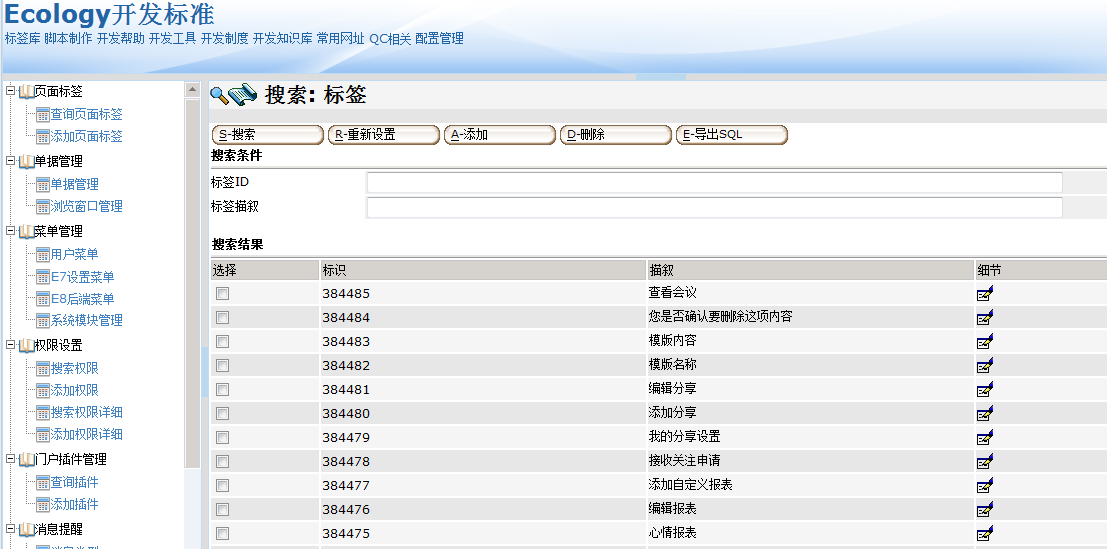 Ecology开发标准
标签库 脚本制作 开发帮助 开发工具 开发制度 开发知识库 常用网址 QC相关 配置管理
页面标签
查询页面标签
添加页面标签
单据管理
单据管理
浏览窗口管理
菜单管理
用户菜单
E7设置菜单
E8后端菜单
系统模块管理
权限设置
搜索权限
添加权限
搜索权限详细
添加权限详细
门户插件管理
查询插件
添加插件
消息提醒
搜索: 标签
S-搜索 R-重新设置 A-添加 D-删除 E-导出SQL
搜索条件
标签ID
标签描叙
搜索结果
选择 标识 描叙 细节
384485 查看会议
384484 您是否确认要删除这项内容
384483 模版内容
384482 模版名称
384481 编辑分享
384480 添加分享
384479 我的分享设置
384478 接收关注申请
384477 添加自定义报表
384476 编辑报表
384475 心情报表